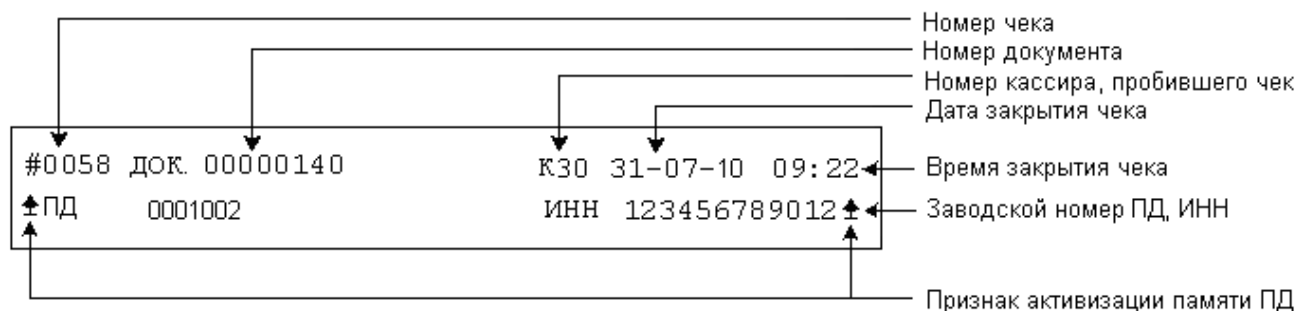 Номер чека
Номер документа
Номер кассира, пробившего чек
Дата закрытия чека
#0058 ДОК. 00000140 К30 31-07-10 09:22
Время закрытия чека
ПД 0001002 ИНН 123456789012
Заводской номер ПД, ИНН
Признак активизации памяти ПД